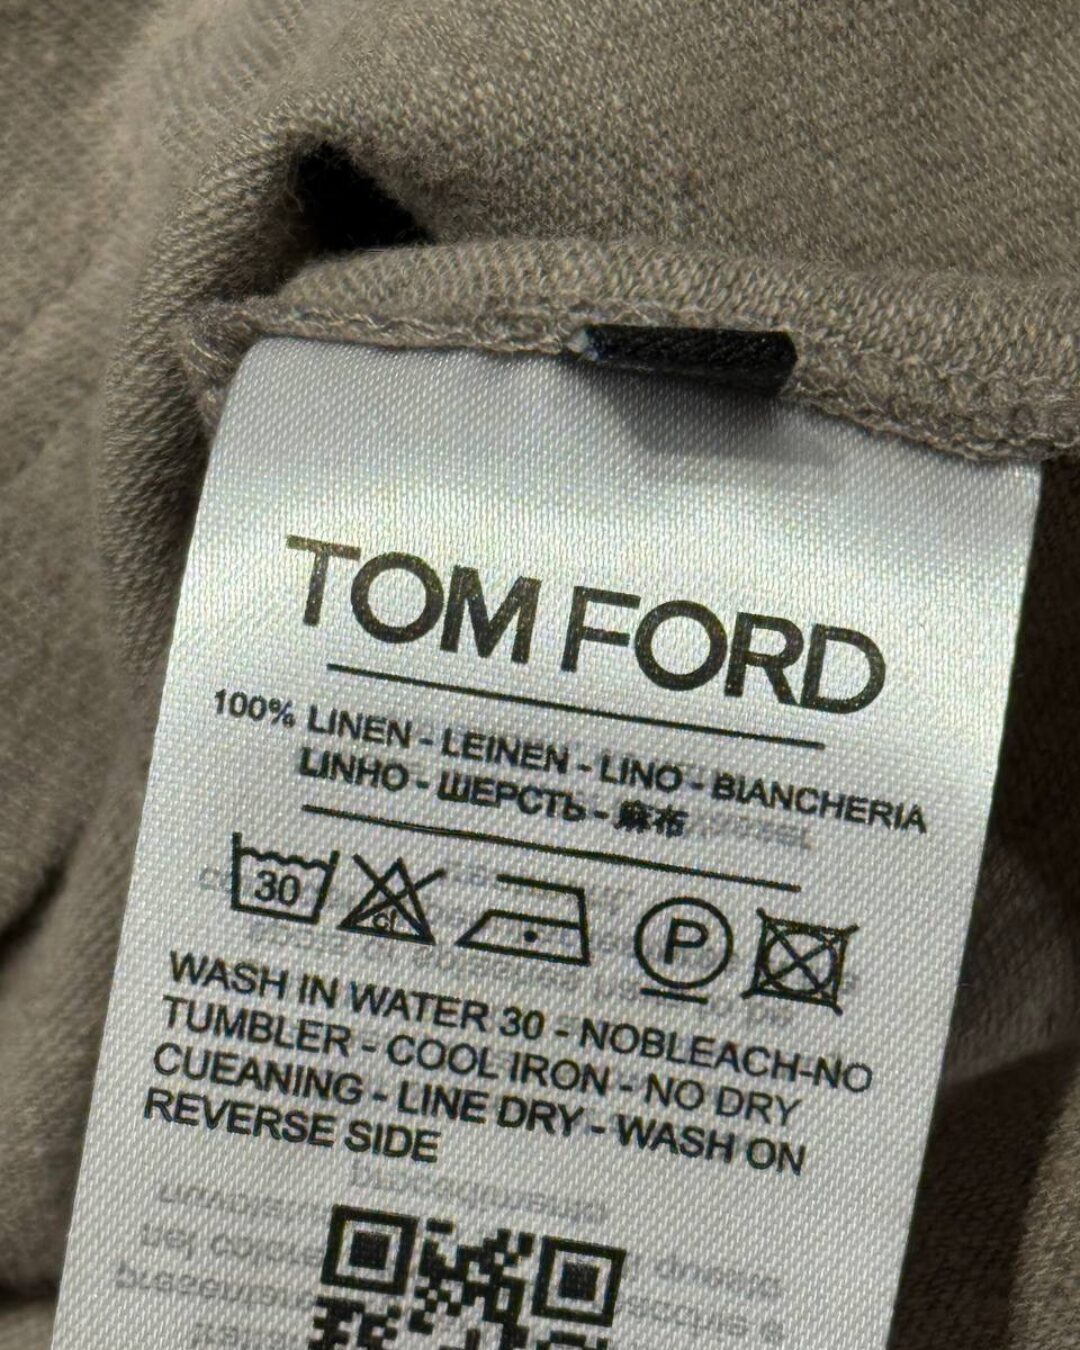 TOM FORD
100% LINEN - LEINEN - LINO - BIANCHERIA
LINHO - ШЕРСТЬ - 麻布
30
cl
P
WASH IN WATER 30 - NOBLEACH-NO
TUMBLER - COOL IRON - NO DRY
CUEANING - LINE DRY - WASH ON
REVERSE SIDE